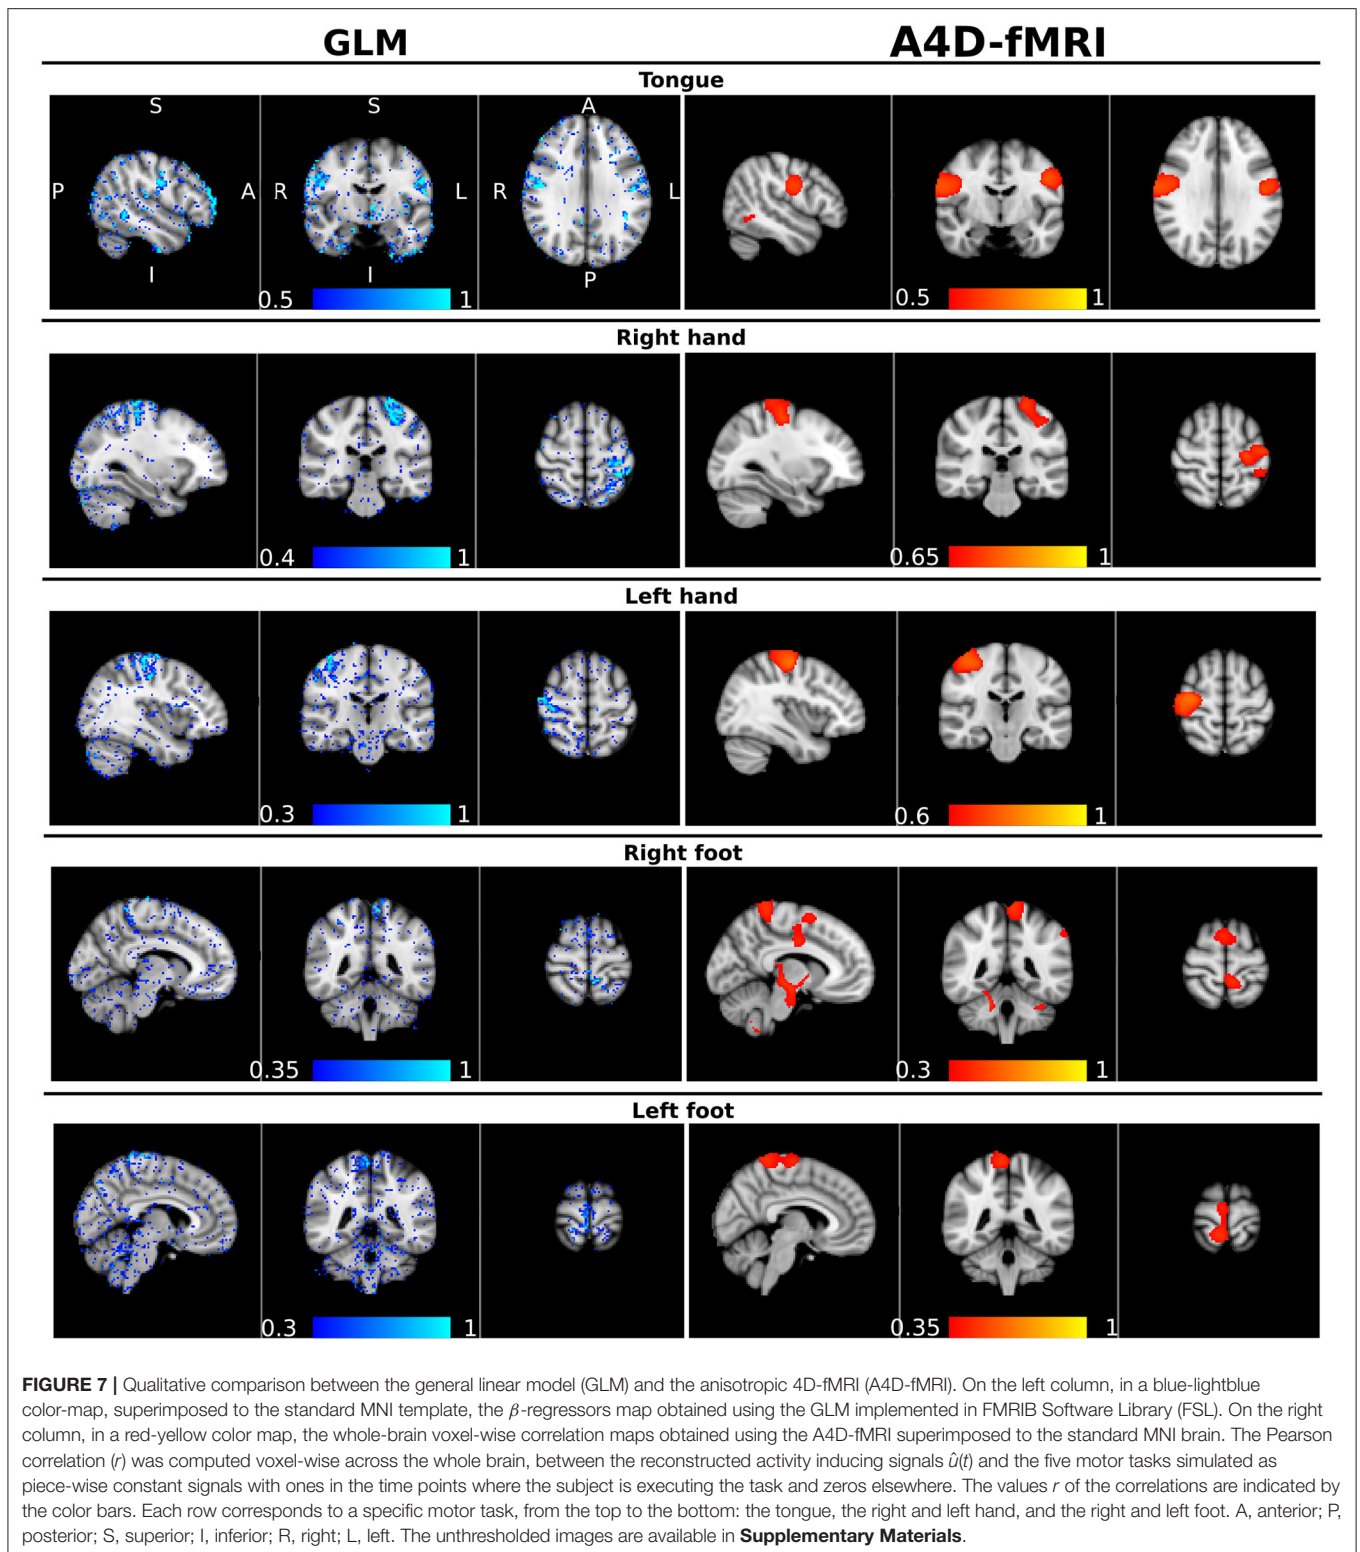 GLM
A4D-fMRI
Tongue
S S A
P A R L R L
I I P
0.5 1
0.5 1
Right hand
0.4 1
0.65 1
Left hand
0.3 1
0.6 1
Right foot
0.35 1
0.3 1
Left foot
0.3 1
0.35 1
FIGURE 7 | Qualitative comparison between the general linear model (GLM) and the anisotropic 4D-fMRI (A4D-fMRI). On the left column, in a blue-lightblue
color-map, superimposed to the standard MNI template, the β-regressors map obtained using the GLM implemented in FMRIB Software Library (FSL). On the right
column, in a red-yellow color map, the whole-brain voxel-wise correlation maps obtained using the A4D-fMRI superimposed to the standard MNI brain. The Pearson
correlation (r) was computed voxel-wise across the whole brain, between the reconstructed activity inducing signals û(t) and the five motor tasks simulated as
piece-wise constant signals with ones in the time points where the subject is executing the task and zeros elsewhere. The values r of the correlations are indicated by
the color bars. Each row corresponds to a specific motor task, from the top to the bottom: the tongue, the right and left hand, and the right and left foot. A, anterior; P,
posterior; S, superior; I, inferior; R, right; L, left. The unthresholded images are available in Supplementary Materials.